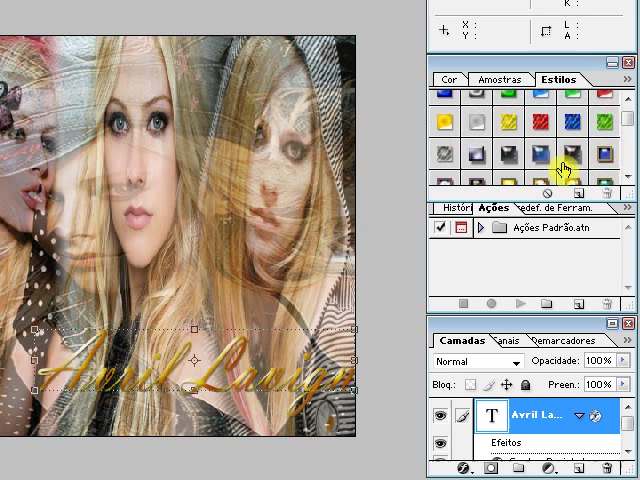 K :
X :
Y :
L :
A :
Cor
Amostras
Estilos
Históri
Ações
edef. de Ferram.
Ações Padrão.atn
Camadas
anais
Demarcadores
Normal
Opacidade:
100%
Bloq.:
Preen.:
100%
T
Avril La...
Efeitos
Avril Lavign